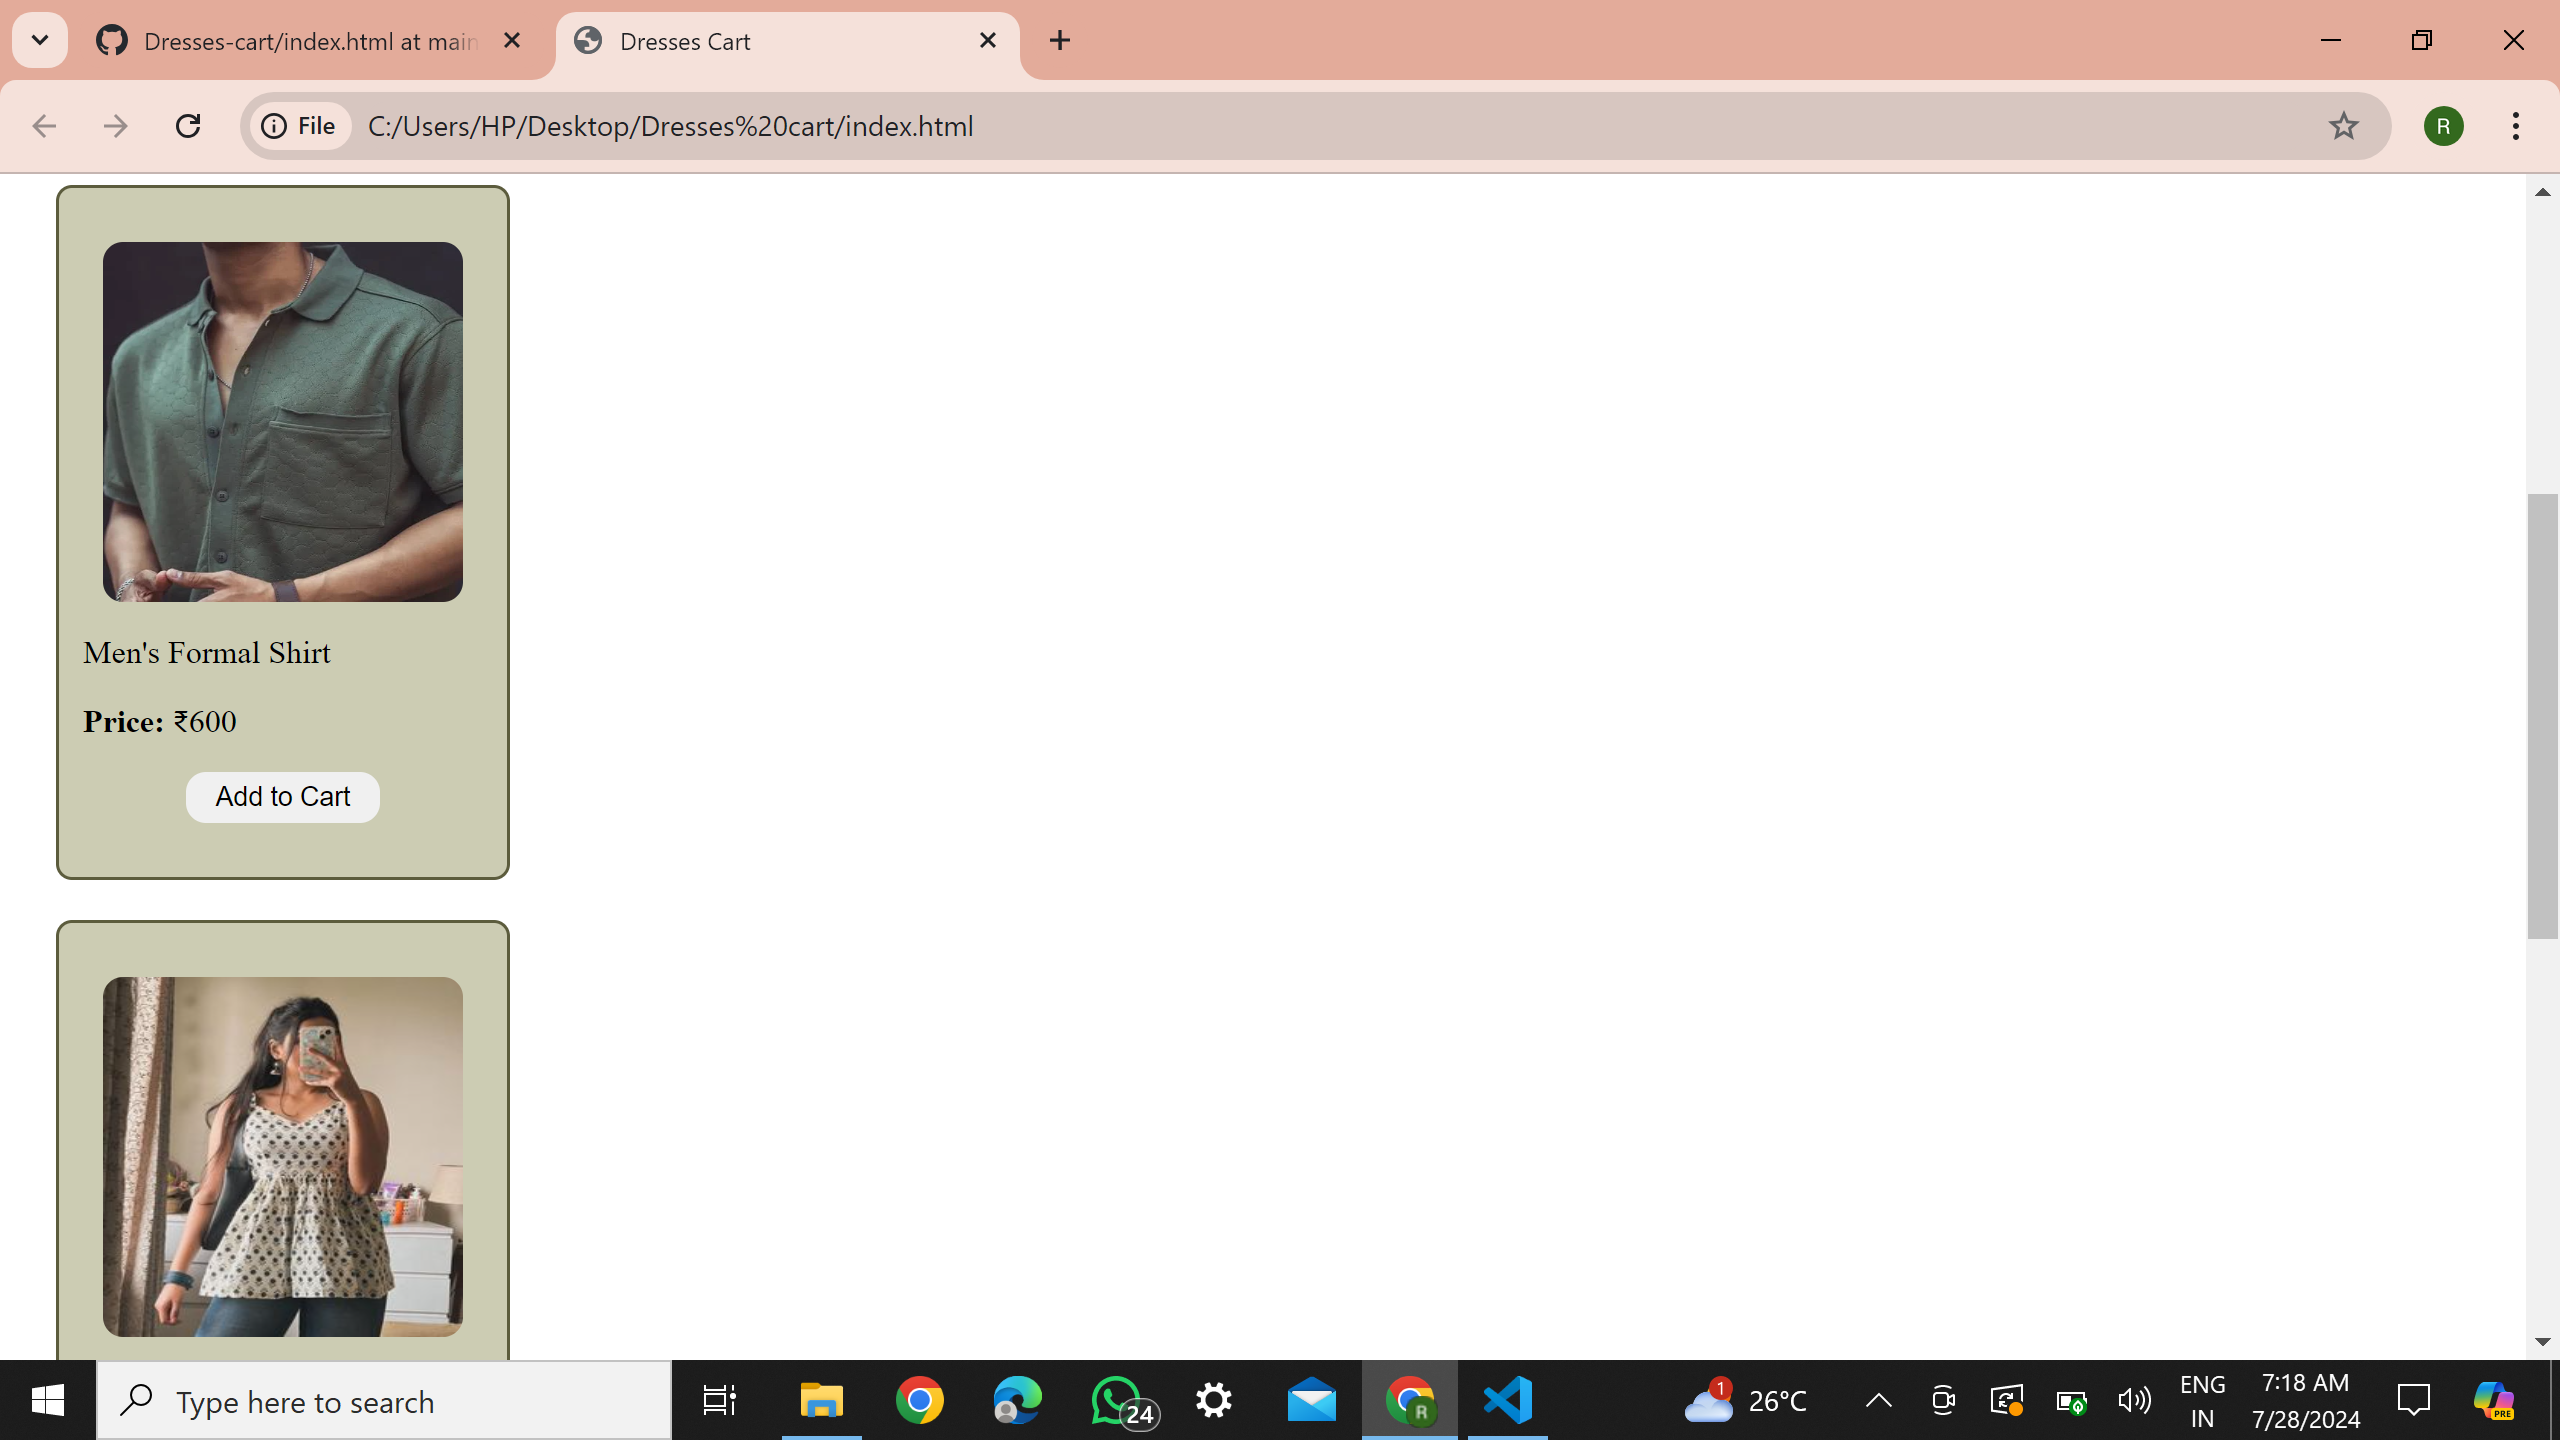 Dresses-cart/index.html at main
Dresses Cart
File
C:/Users/HP/Desktop/Dresses%20cart/index.html
R
Men's Formal Shirt
Price: ₹600
Add to Cart
Type here to search
24
R
1
26°C
ENG
IN
7:18 AM
7/28/2024
PRE